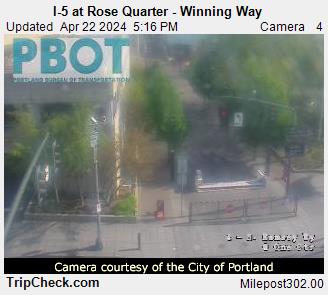 I-5 at Rose Quarter - Winning Way
Updated Apr 22 2024 5:16 PM Camera 4
PBOT
PORTLAND BUREAU OF TRANSPORTATION
Camera courtesy of the City of Portland
TripCheck.com Milepost302.00